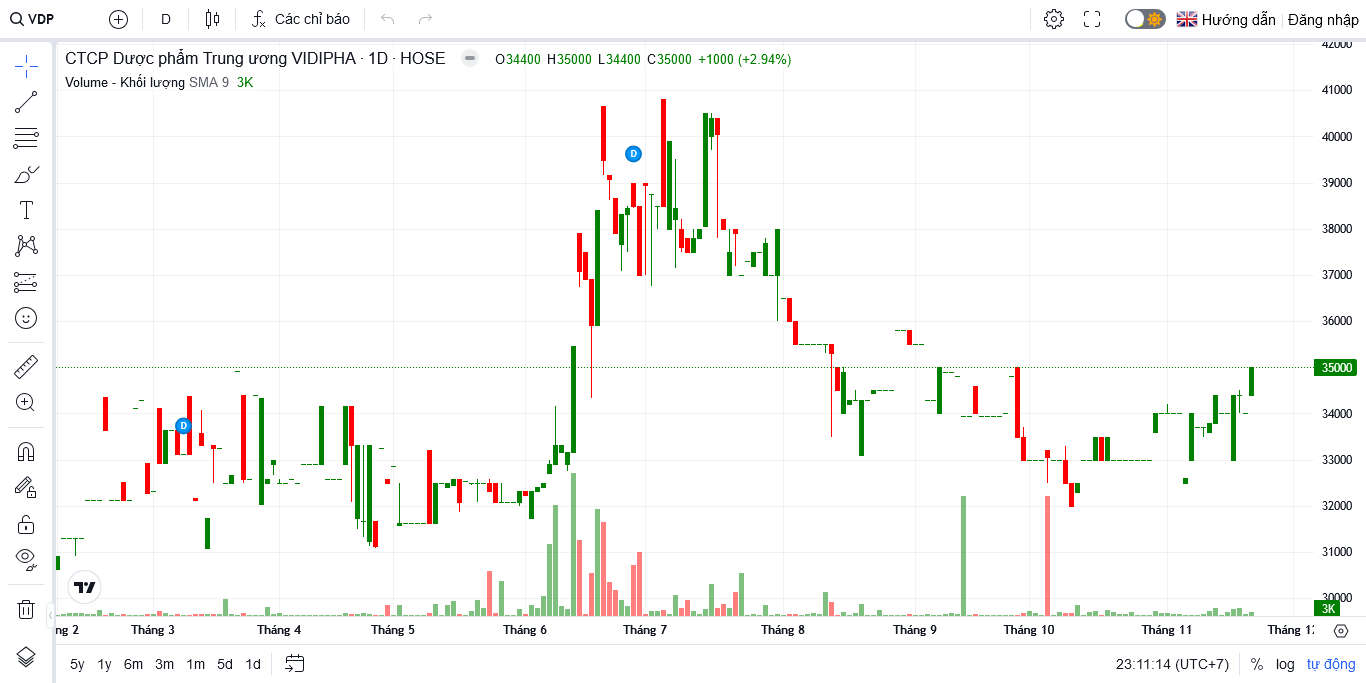 VDP D Các chỉ báo Hướng dẫn Đăng nhập
CTCP Dược phẩm Trung ương VIDIPHA · 1D · HOSE O34400 H35000 L34400 C35000 +1000 (+2.94%)
Volume - Khối lượng SMA 9 3K
42000
41000
40000
D
39000
38000
37000
36000
35000
34000
D
33000
32000
31000
30000
3K
ng 2 Tháng 3 Tháng 4 Tháng 5 Tháng 6 Tháng 7 Tháng 8 Tháng 9 Tháng 10 Tháng 11 Tháng 1
5y 1y 6m 3m 1m 5d 1d 23:11:14 (UTC+7) % log tự động